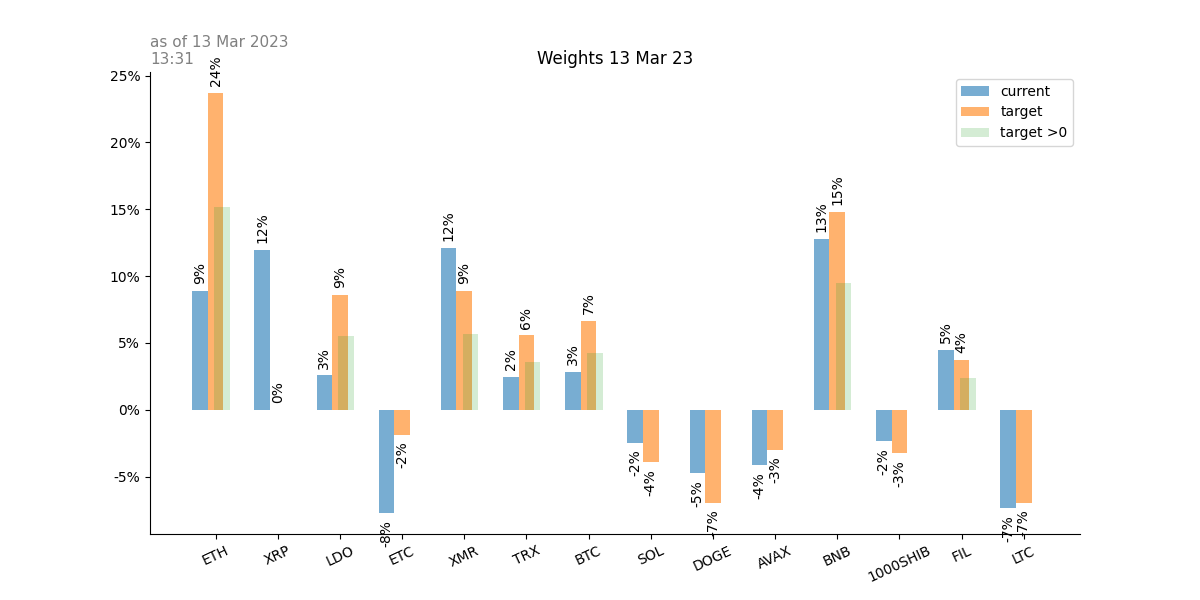 as of 13 Mar 2023
13:31
Weights 13 Mar 23
current
target
target >0
25%
20%
15%
10%
5%
0%
-5%
9%
24%
12%
0%
3%
9%
-8%
-2%
12%
9%
2%
6%
3%
7%
-2%
-4%
-5%
-7%
-4%
-3%
13%
15%
-2%
-3%
5%
4%
-7%
-7%
ETH
XRP
LDO
ETC
XMR
TRX
BTC
SOL
DOGE
AVAX
BNB
1000SHIB
FIL
LTC